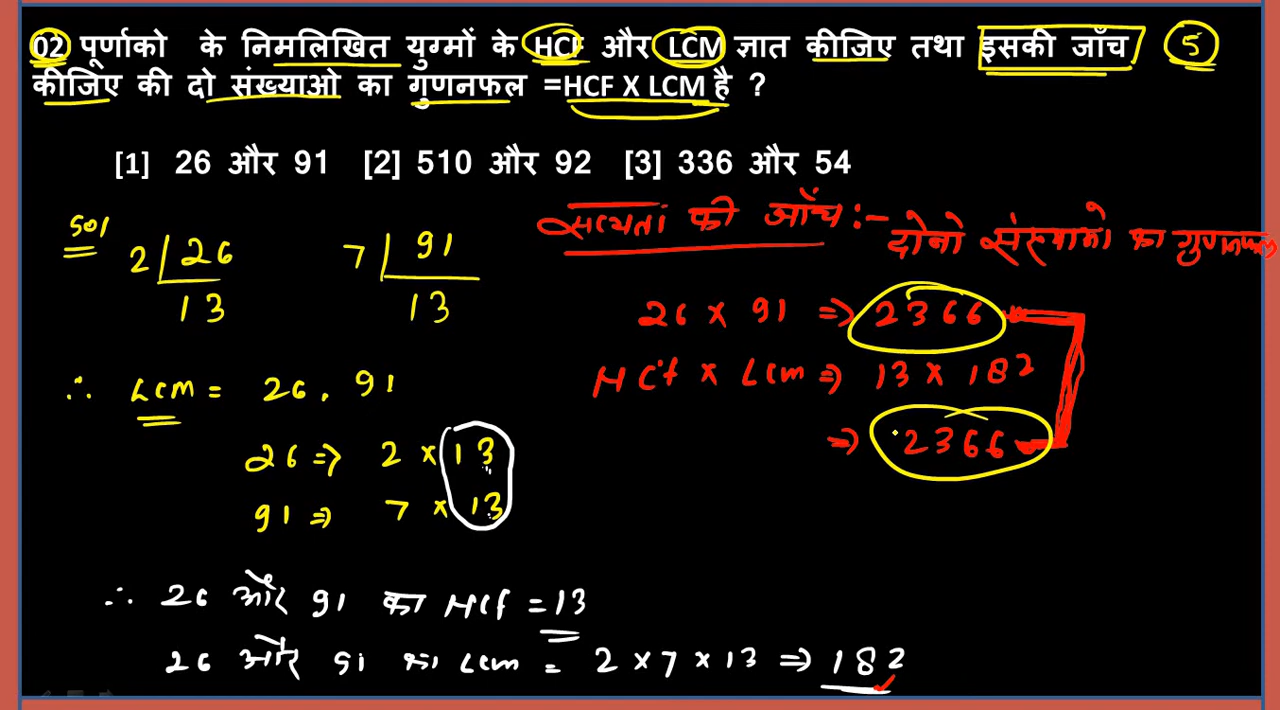 02 पूर्णाको के निमलिखित युग्मों के HCF और LCM ज्ञात कीजिए तथा इसकी जाँच 5
कीजिए की दो संख्याओ का गुणनफल =HCF X LCM है ?
[1] 26 और 91 [2] 510 और 92 [3] 336 और 54
सत्यता की जाँच :- दोनो संख्याओ का गुणनफल
Sol
2 26 7 91
13 13
26 × 91 ⇒ 2366
HCf × Lcm ⇒ 13 × 182
⇒ 2366
∴ Lcm = 26 . 91
26 ⇒ 2 × 13
91 ⇒ 7 × 13
∴ 26 और 91 का HCf = 13
26 और 91 का Lcm = 2 × 7 × 13 ⇒ 182